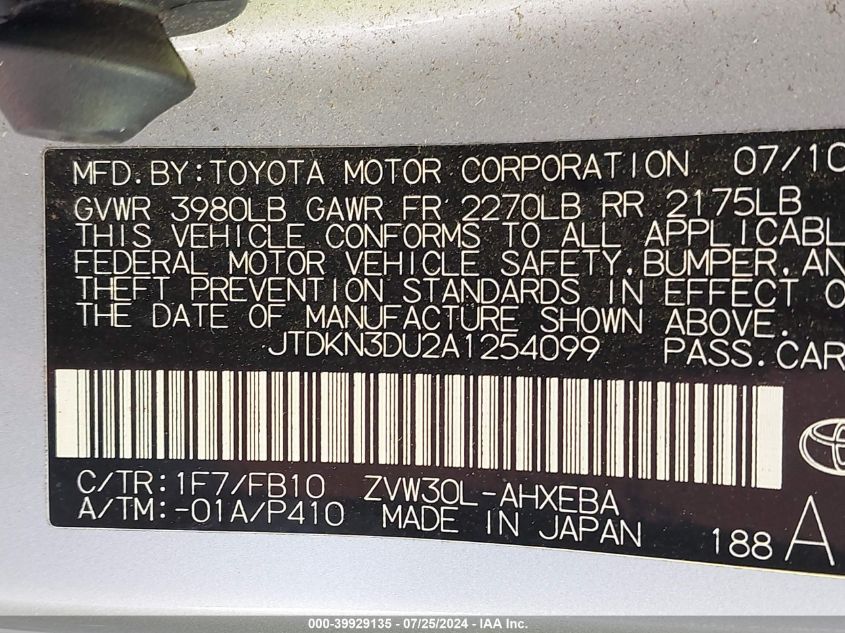 MFD. BY: TOYOTA MOTOR CORPORATION 07/10
GVWR 3980LB GAWR FR 2270LB RR 2175LB
THIS VEHICLE CONFORMS TO ALL APPLICABL
FEDERAL MOTOR VEHICLE SAFETY, BUMPER, AN
THEFT PREVENTION STANDARDS IN EFFECT O
THE DATE OF MANUFACTURE SHOWN ABOVE.
JTDKN3DU2A1254099 PASS. CAR
C/TR: 1F7/FB10 ZVW30L-AHXEBA
A/TM: -01A/P410 MADE IN JAPAN 188 A
000-39929135 - 07/25/2024 - IAA Inc.